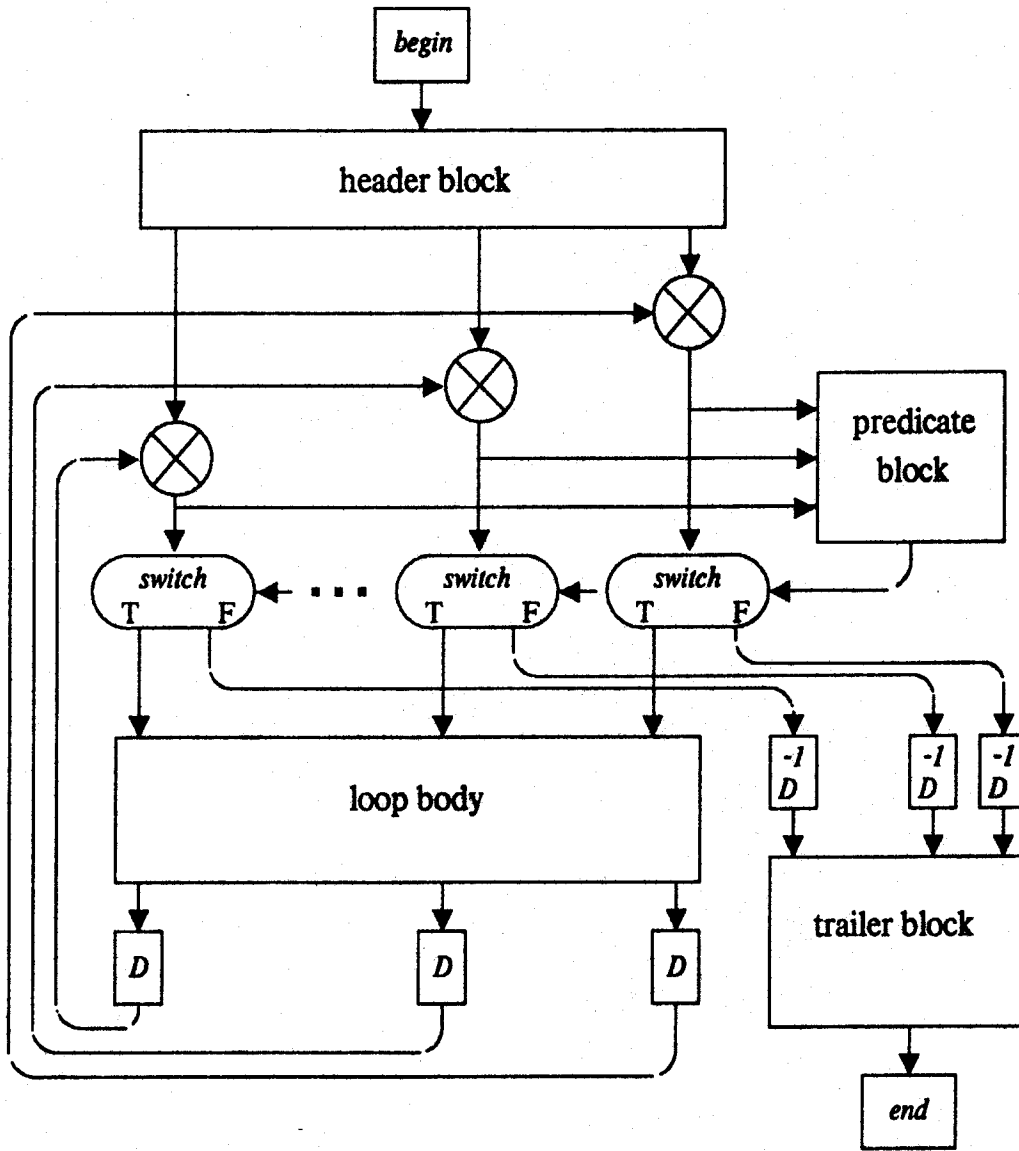 begin
header block
predicate
block
switch
T F
switch
T F
switch
T F
-1
D
-1
D
-1
D
loop body
trailer block
D
D
D
end